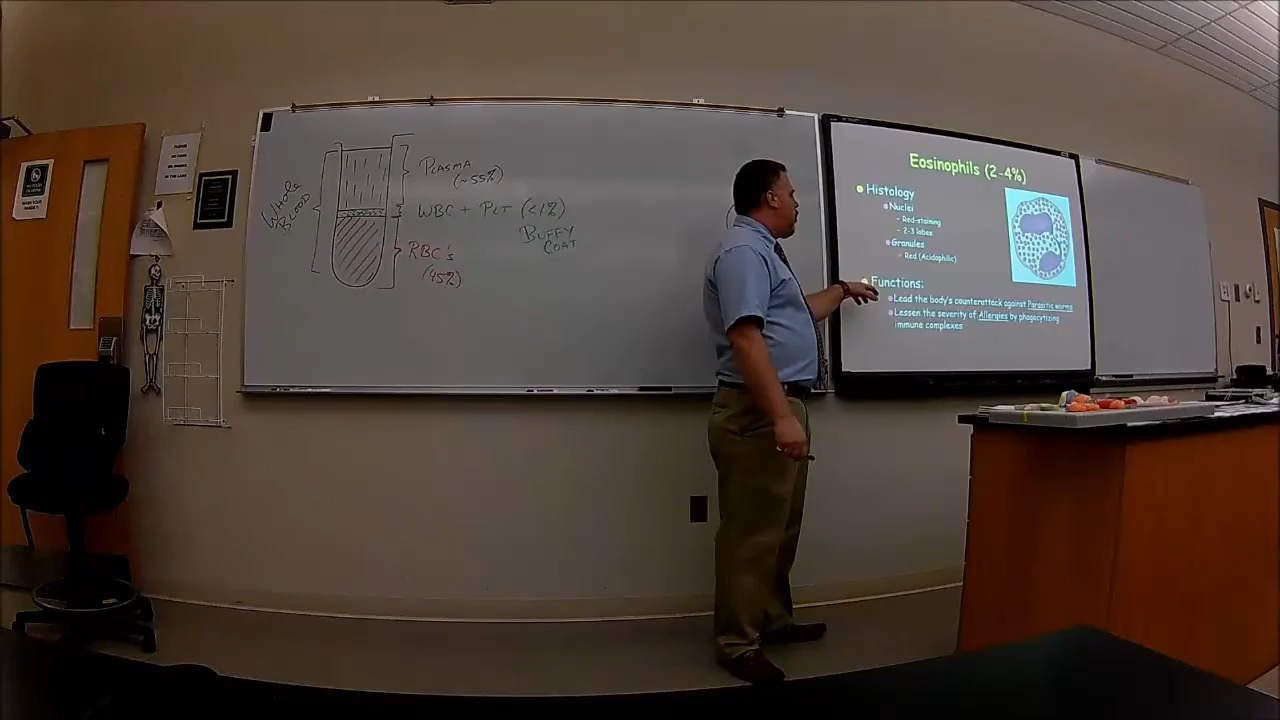 Whole
Blood
Plasma
(~55%)
WBC + PLT (<1%)
Buffy
Coat
RBC's
(45%)
Eosinophils (2-4%)
Histology
Nuclei
- Red-staining
- 2-3 lobes
Granules
- Red (Acidophilic)
Functions:
Lead the body's counterattack against Parasitic worms
Lessen the severity of Allergies by phagocytizing
immune complexes